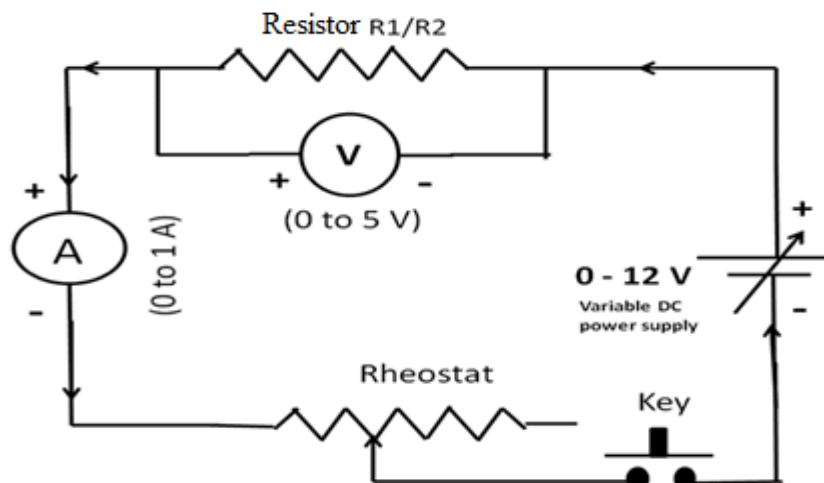 Resistor R1/R2
V
+ -
(0 to 5 V)
+
A
-
(0 to 1 A)
+
0 - 12 V
Variable DC
power supply
-
Rheostat
Key